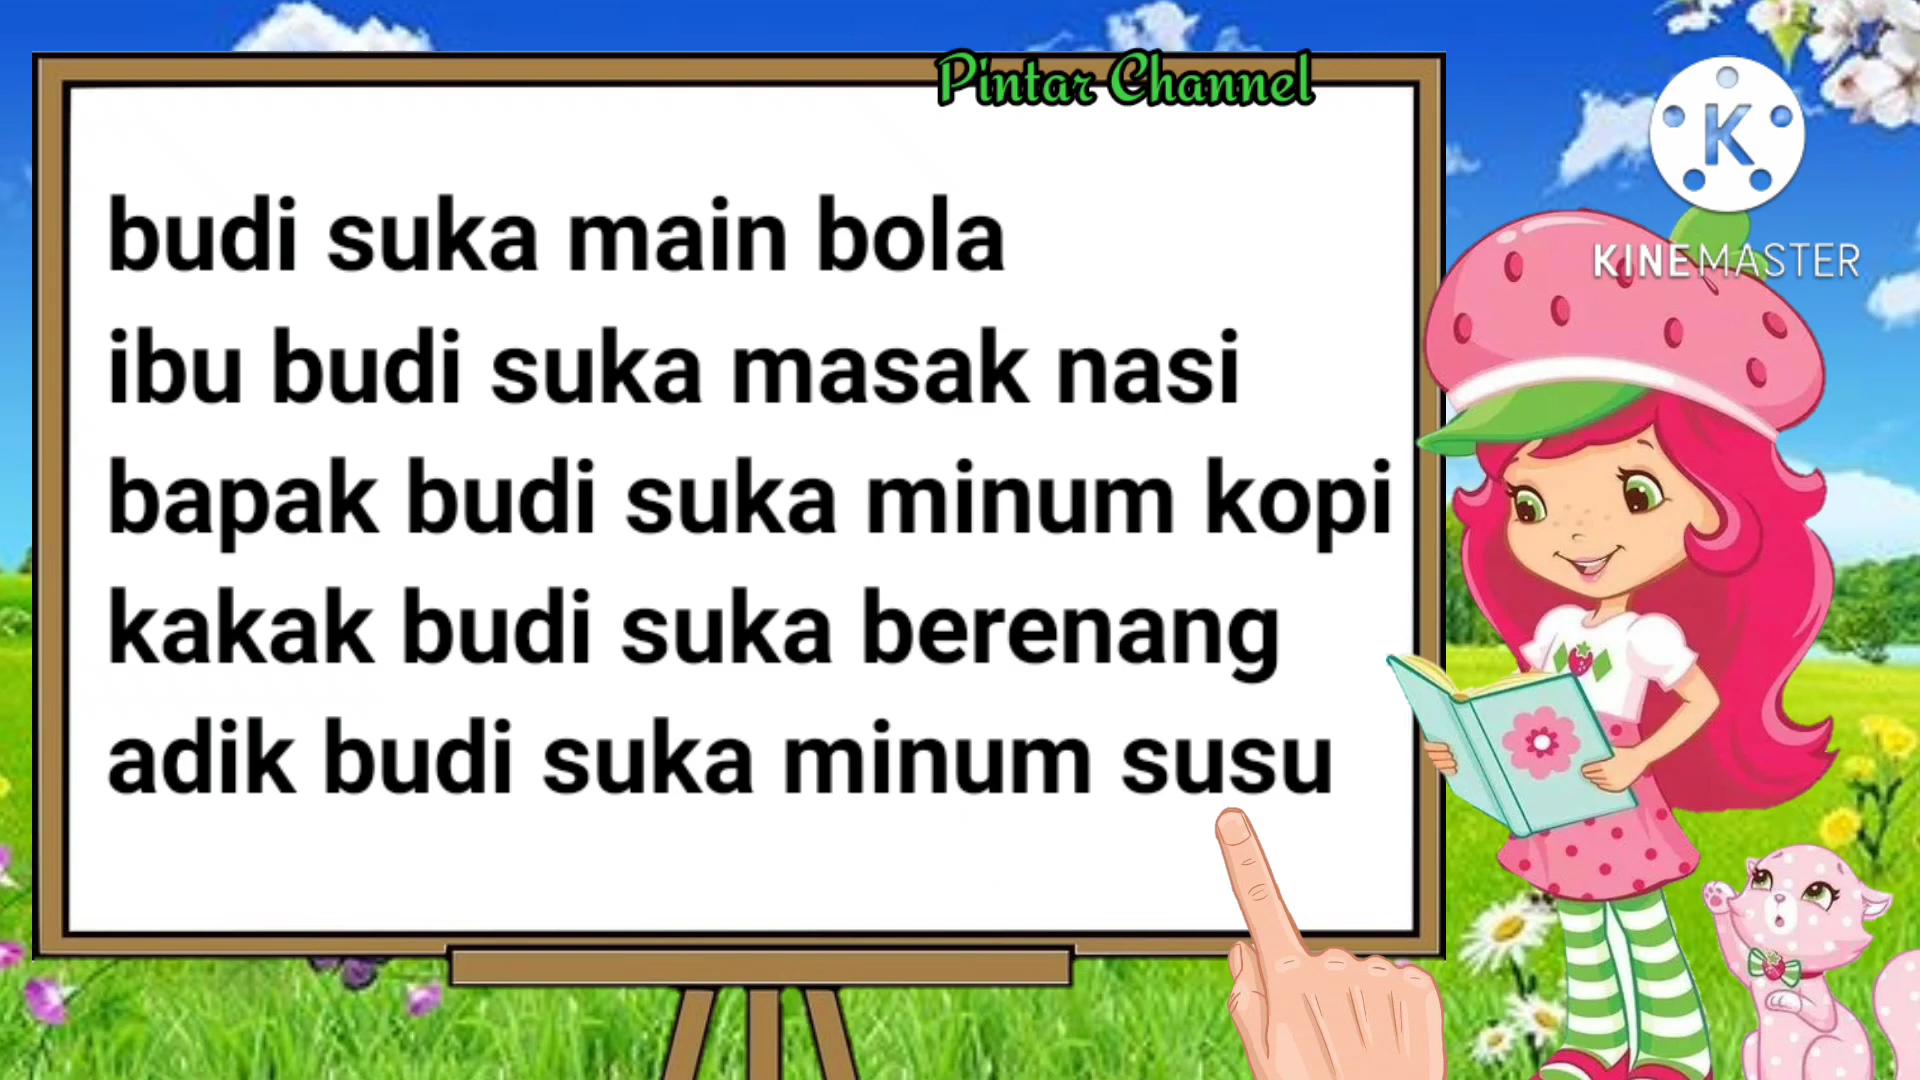 Pintar Channel
K
KINEMASTER
budi suka main bola
ibu budi suka masak nasi
bapak budi suka minum kopi
kakak budi suka berenang
adik budi suka minum susu